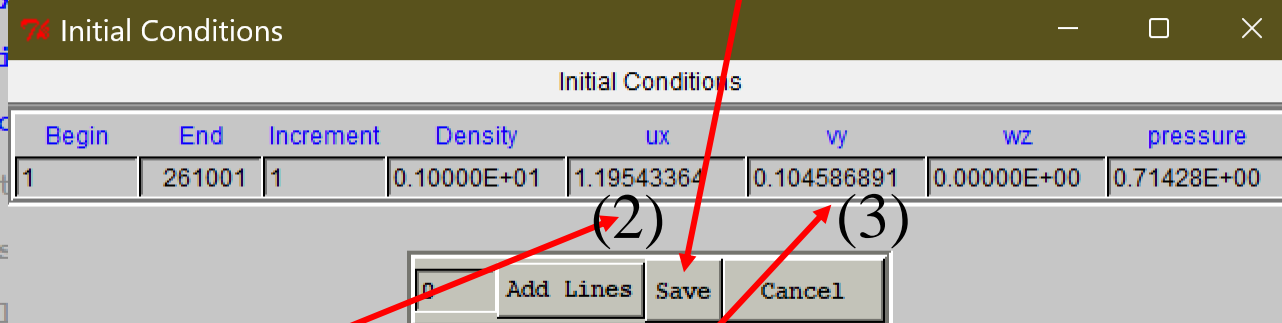 Initial Conditions
Initial Conditions
Begin End Increment Density ux vy wz pressure
1 261001 1 0.10000E+01 1.19543364 0.104586891 0.00000E+00 0.71428E+00
(2) (3)
0 Add Lines Save Cancel